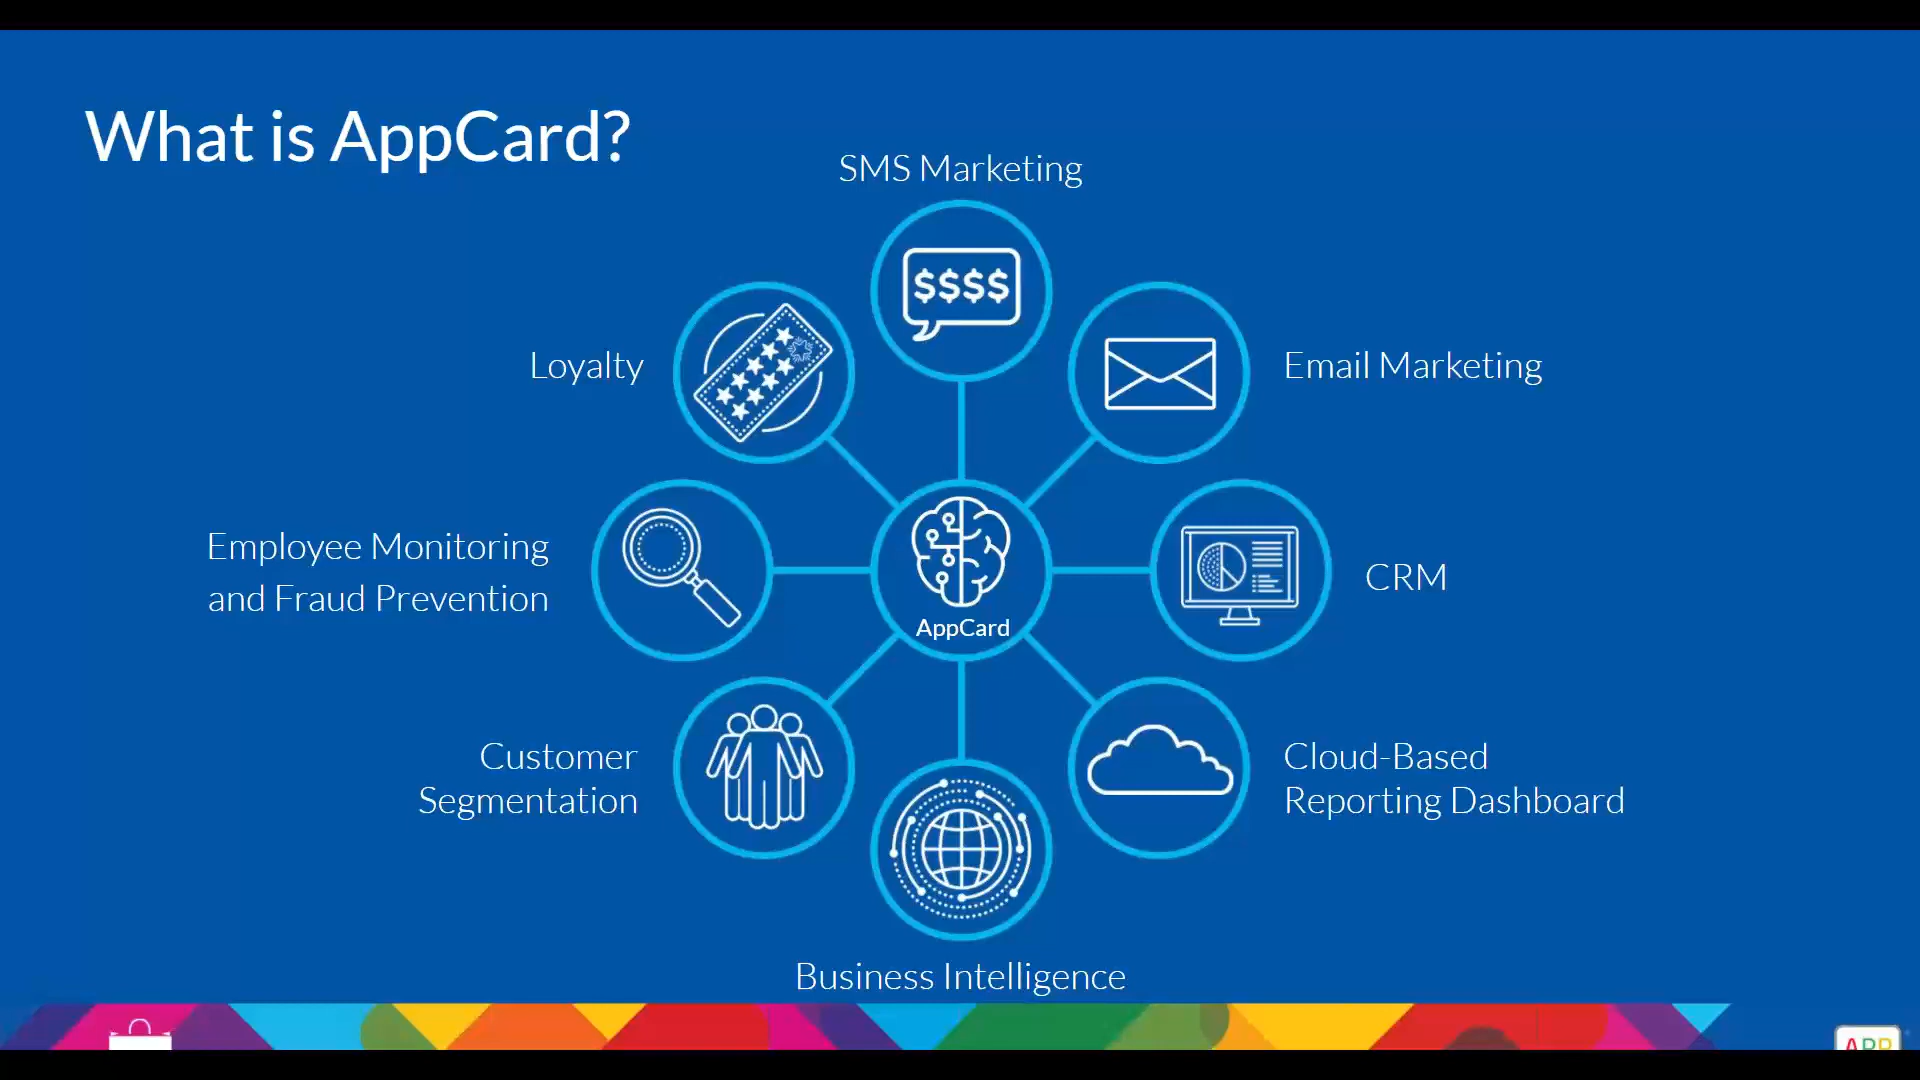 What is AppCard?
SMS Marketing
$$$$
Loyalty
Email Marketing
Employee Monitoring
and Fraud Prevention
AppCard
CRM
Customer
Segmentation
Cloud-Based
Reporting Dashboard
Business Intelligence
APP